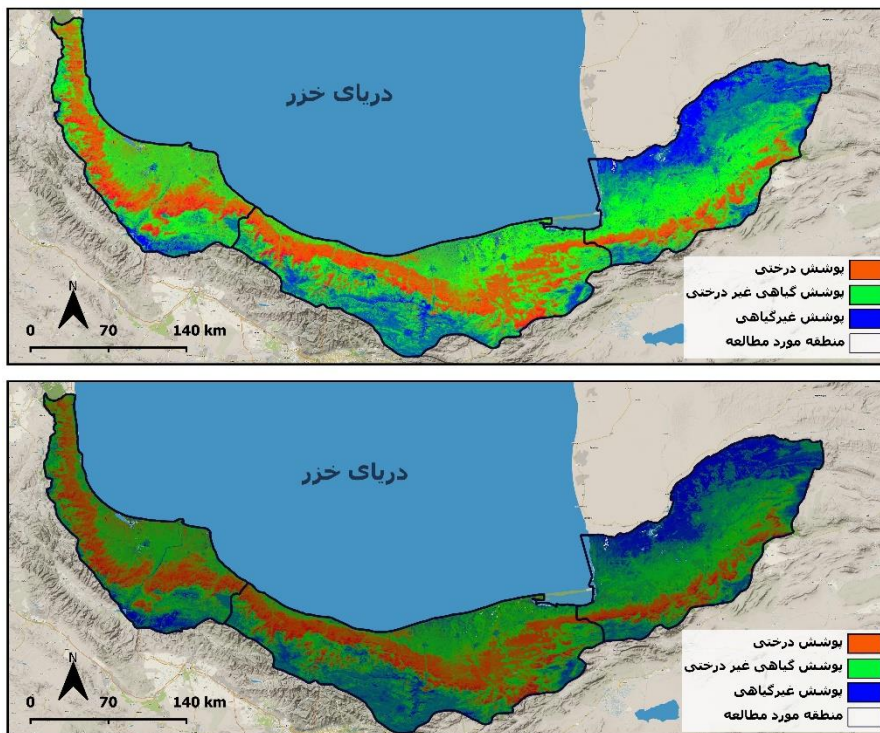 دریای خزر
پوشش درختی
پوشش گیاهی غیر درختی
پوشش غیرگیاهی
منطقه مورد مطالعه
N
0 70 140 km
دریای خزر
پوشش درختی
پوشش گیاهی غیر درختی
پوشش غیرگیاهی
منطقه مورد مطالعه
N
0 70 140 km